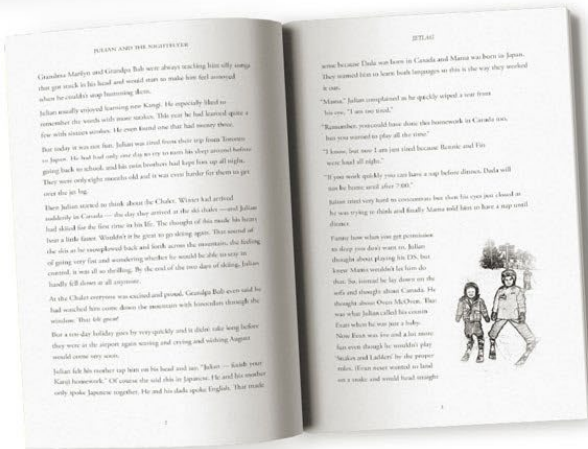 JULIAN AND THE NIGHTFLYER
Grandma Marilyn and Grandpa Bob were always teaching him silly songs
that got stuck in his head and would start to make him feel annoyed
when he couldn't stop humming them.
Julian usually enjoyed learning new Kangi. He especially liked to
remember the words with more strokes. This year he had learned quite a
few with sixteen strokes. He even found one that had twenty three.
But today it was not fun. Julian was tired from their trip from Toronto
to Japan. He had had only one day to try to turn his sleep around before
going back to school, and his twin brothers had kept him up all night.
They were only eight months old and it was even harder for them to get
over the jet lag.
Then Julian started to think about the Chalet. Winter had arrived
suddenly in Canada — the day they arrived at the ski chalet —and Julian
had skied for the first time in his life. The thought of this made his heart
beat a little faster. Wouldn't it be great to go skiing again. That sound of
the skis as he snowplowed back and forth across the mountain, the feeling
of going very fast and wondering whether he would be able to stay in
control, it was all so thrilling. By the end of the two days of skiing, Julian
hardly fell down at all anymore.
At the Chalet everyone was excited and proud. Grandpa Bob even said he
had watched him come down the mountain with binoculars through the
window. That felt great!
But a ten-day holiday goes by very quickly and it didn't take long before
they were at the airport again waving and crying and wishing August
would come very soon.
Julian felt his mother tap him on his head and say, "Julian — finish your
Kanji homework." Of course she said this in Japanese. He and his mother
only spoke Japanese together. He and his dada spoke English. That made
JETLAG
sense because Dada was born in Canada and Mama was born in Japan.
They wanted him to learn both languages so this is the way they worked
it out.
"Mama," Julian complained as he quickly wiped a tear from
his eye, "I am too tired."
"Remember, you could have done this homework in Canada too,
but you wanted to play all the time."
"I know, but now I am just tired because Rennie and Fin
were loud all night."
"If you work quickly you can have a nap before dinner. Dada will
not be home until after 7:00."
Julian tried very hard to concentrate but then his eyes just closed as
he was trying to think and finally Mama told him to have a nap until
dinner.
Funny how when you get permission
to sleep you don't want to. Julian
thought about playing his DS, but
knew Mama wouldn't let him do
that. So, instead he lay down on the
sofa and thought about Canada. He
thought about Oven McOven. That
was what Julian called his cousin
Evan when he was just a baby.
Now Evan was five and a lot more
fun even though he wouldn't play
'Snakes and Ladders' by the proper
rules. (Evan never wanted to land
on a snake and would head straight